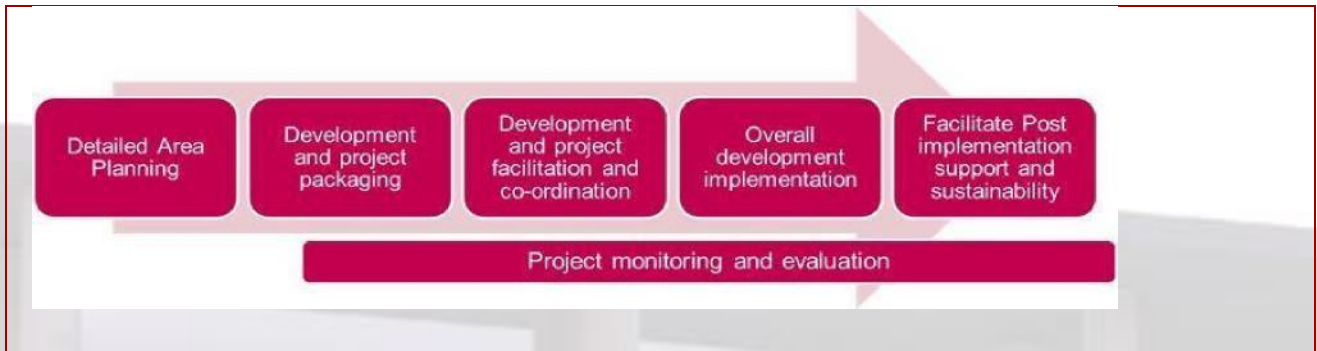 Detailed Area
Planning
Development
and project
packaging
Development
and project
facilitation and
co-ordination
Overall
development
implementation
Facilitate Post
implementation
support and
sustainability
Project monitoring and evaluation